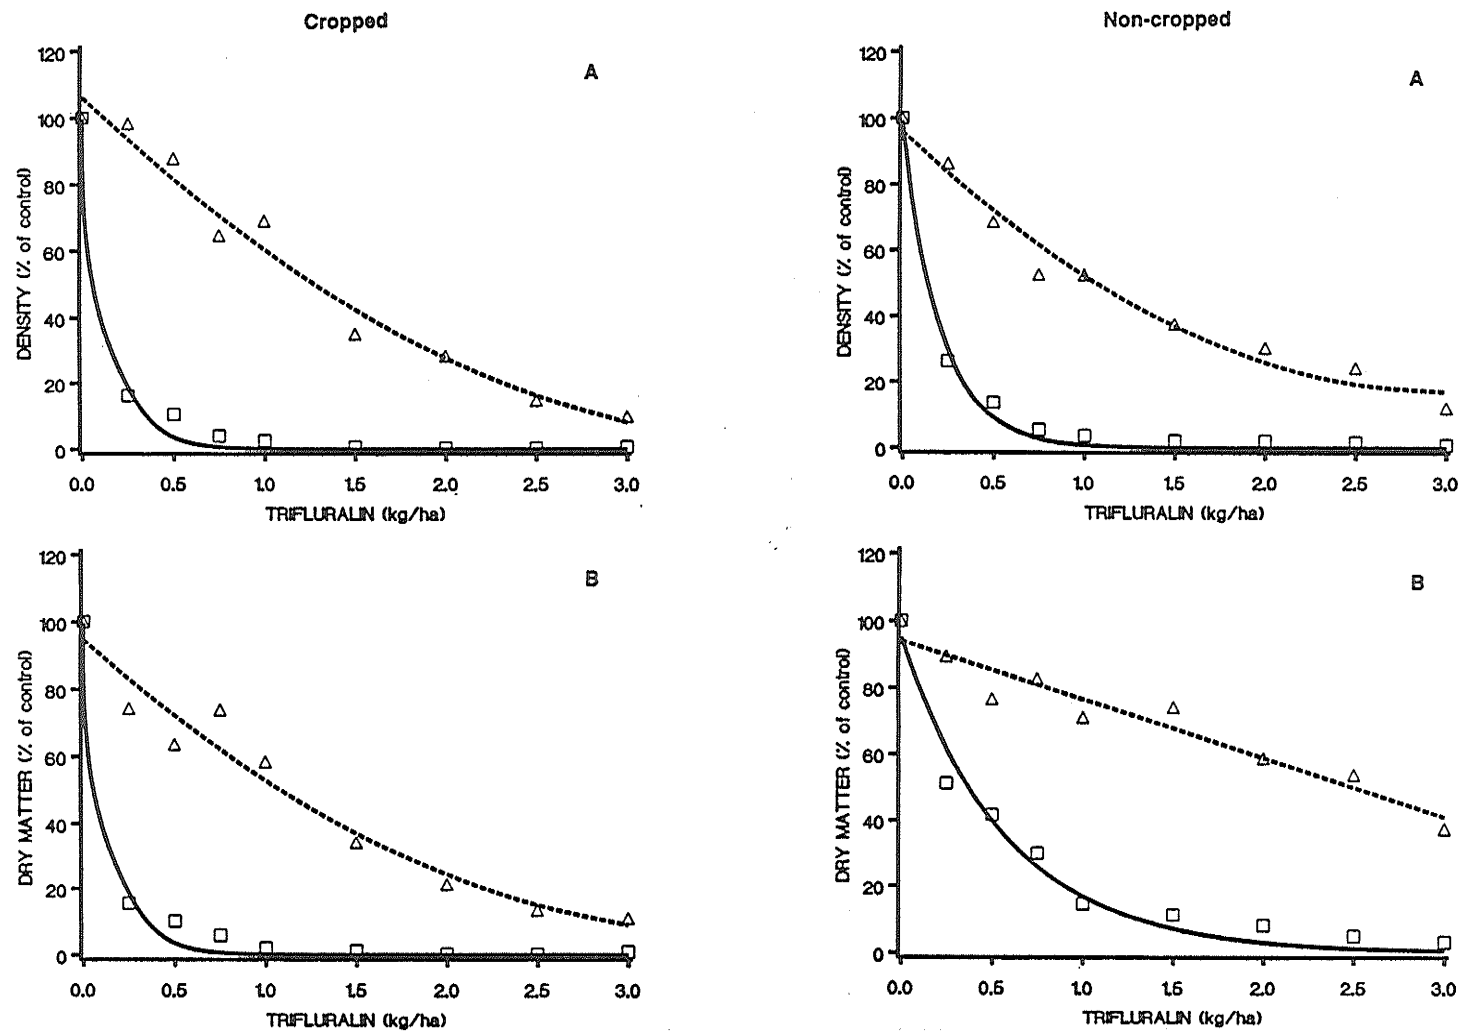 Cropped
A
120
100
80
60
40
20
0
DENSITY (% of control)
0.0 0.5 1.0 1.5 2.0 2.5 3.0
TRIFLURALIN (kg/ha)
Non-cropped
A
120
100
80
60
40
20
0
DENSITY (% of control)
0.0 0.5 1.0 1.5 2.0 2.5 3.0
TRIFLURALIN (kg/ha)
B
120
100
80
60
40
20
0
DRY MATTER (% of control)
0.0 0.5 1.0 1.5 2.0 2.5 3.0
TRIFLURALIN (kg/ha)
B
120
100
80
60
40
20
0
DRY MATTER (% of control)
0.0 0.5 1.0 1.5 2.0 2.5 3.0
TRIFLURALIN (kg/ha)